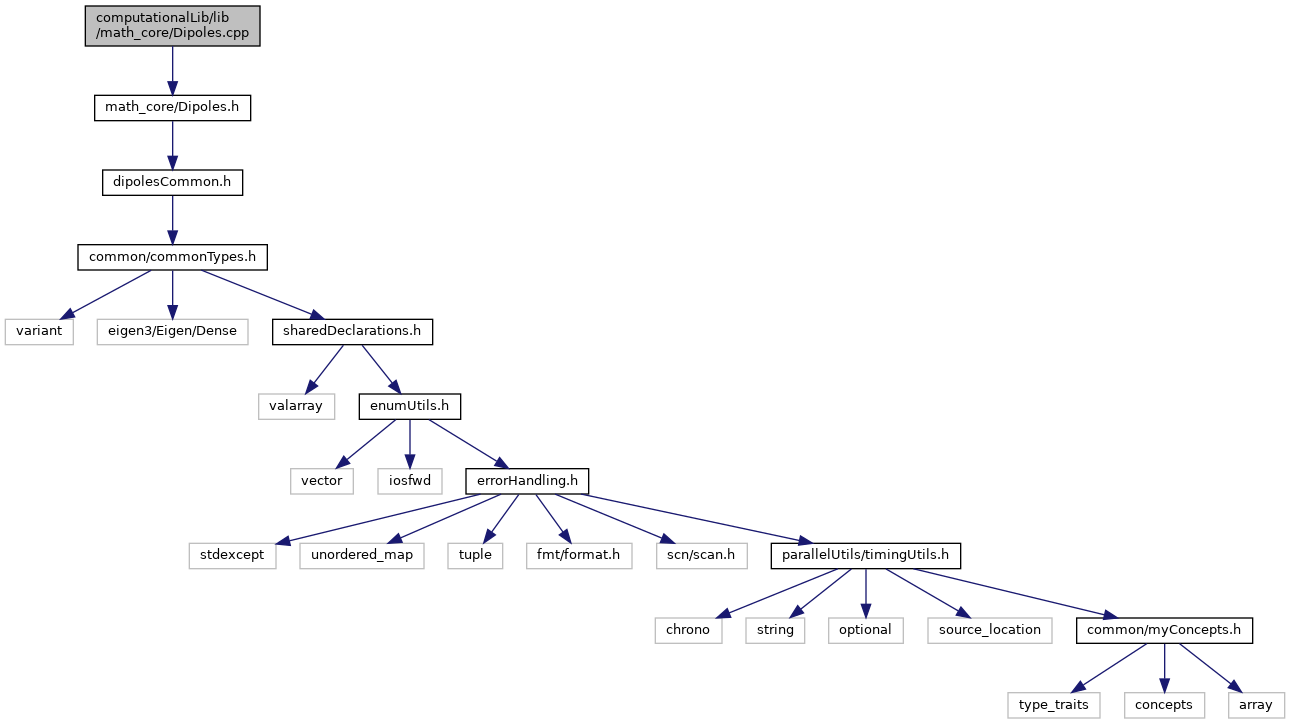 computationalLib/lib
/math_core/Dipoles.cpp
math_core/Dipoles.h
dipolesCommon.h
common/commonTypes.h
variant
eigen3/Eigen/Dense
sharedDeclarations.h
valarray
enumUtils.h
vector
iosfwd
errorHandling.h
stdexcept
unordered_map
tuple
fmt/format.h
scn/scan.h
parallelUtils/timingUtils.h
chrono
string
optional
source_location
common/myConcepts.h
type_traits
concepts
array